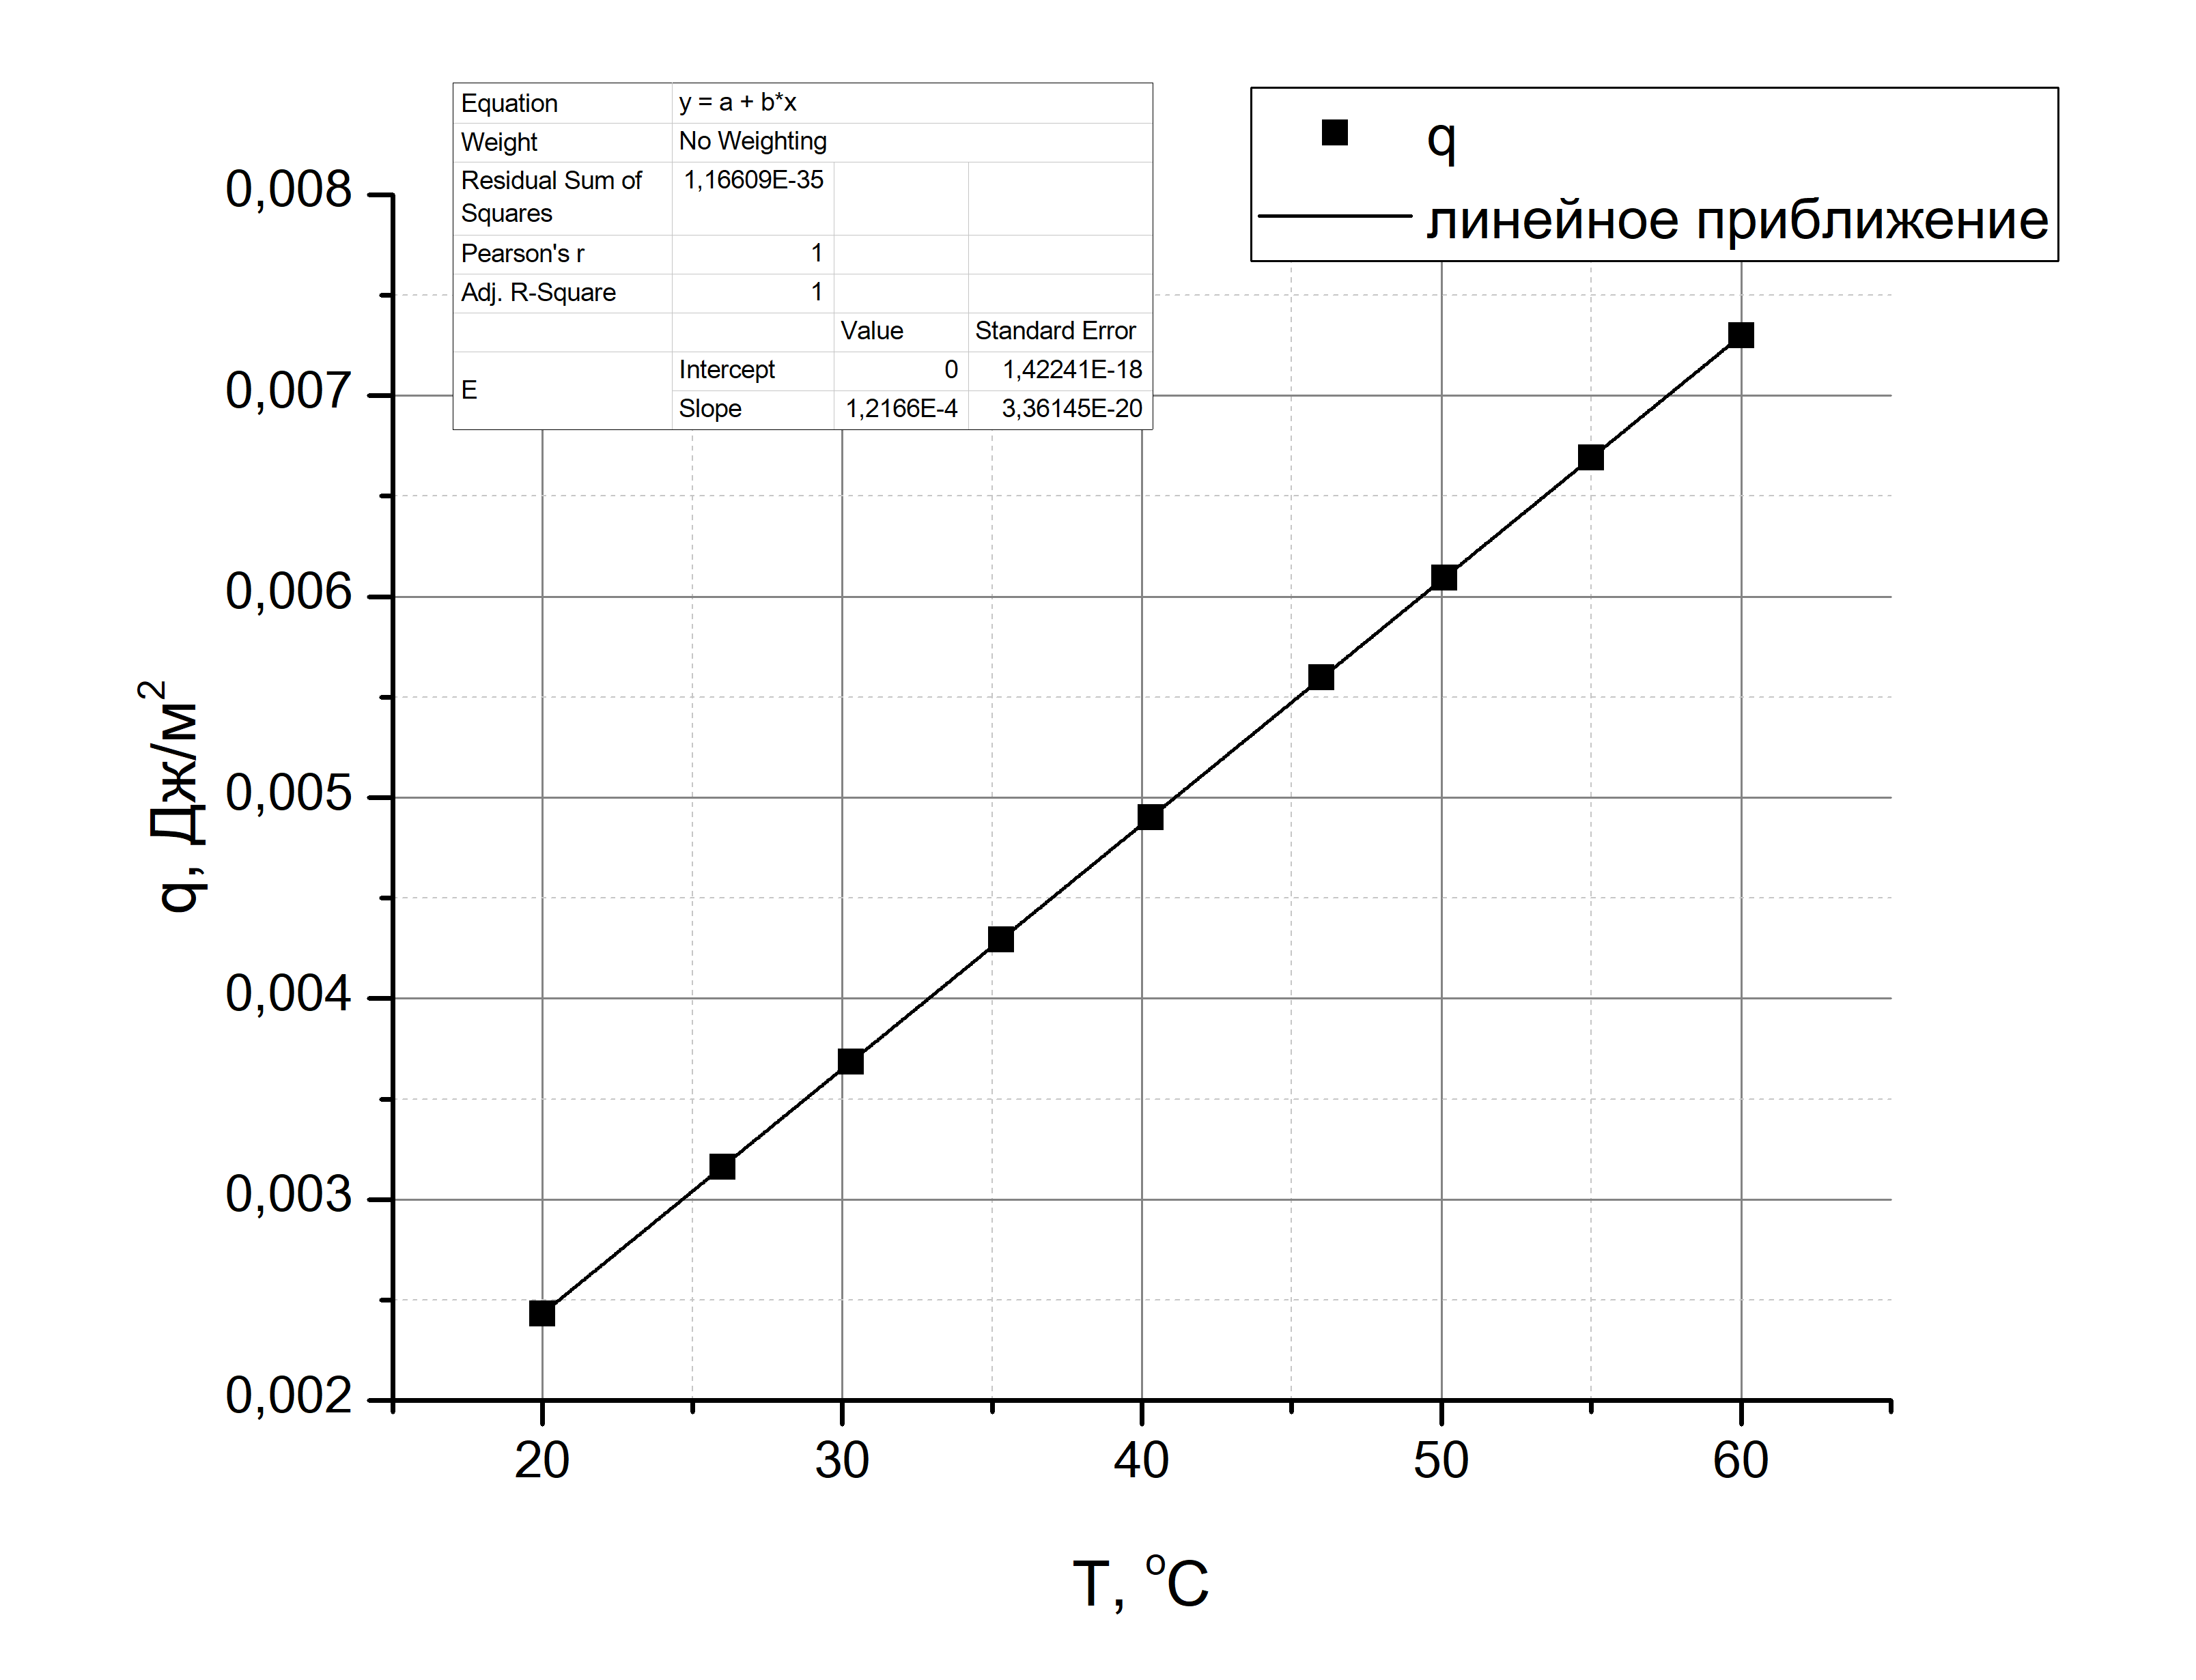 Equation y = a + b*x
Weight No Weighting
Residual Sum of Squares 1,16609E-35
Pearson's r 1
Adj. R-Square 1
Value Standard Error
E Intercept 0 1,42241E-18
Slope 1,2166E-4 3,36145E-20
q
линейное приближение
0,008
0,007
0,006
0,005
0,004
0,003
0,002
q, Дж/м²
20 30 40 50 60
T, °C